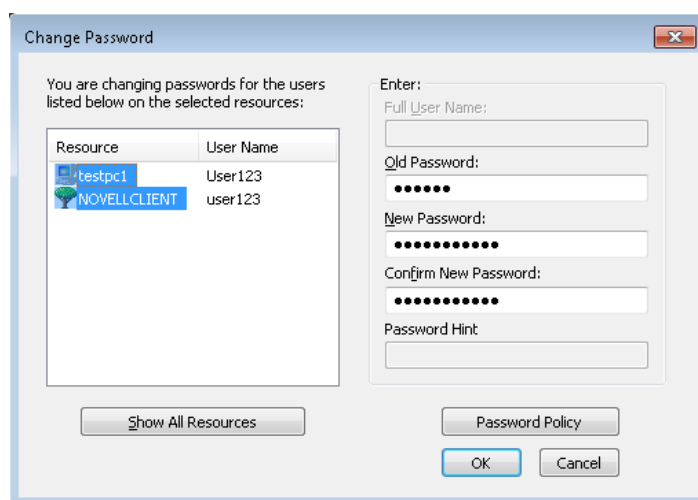 Change Password
You are changing passwords for the users
listed below on the selected resources:
Resource User Name
testpc1 User123
NOVELLCLIENT user123
Show All Resources
Enter:
Full User Name:
Old Password:
●●●●●●
New Password:
●●●●●●●●●●●
Confirm New Password:
●●●●●●●●●●●
Password Hint
Password Policy
OK Cancel